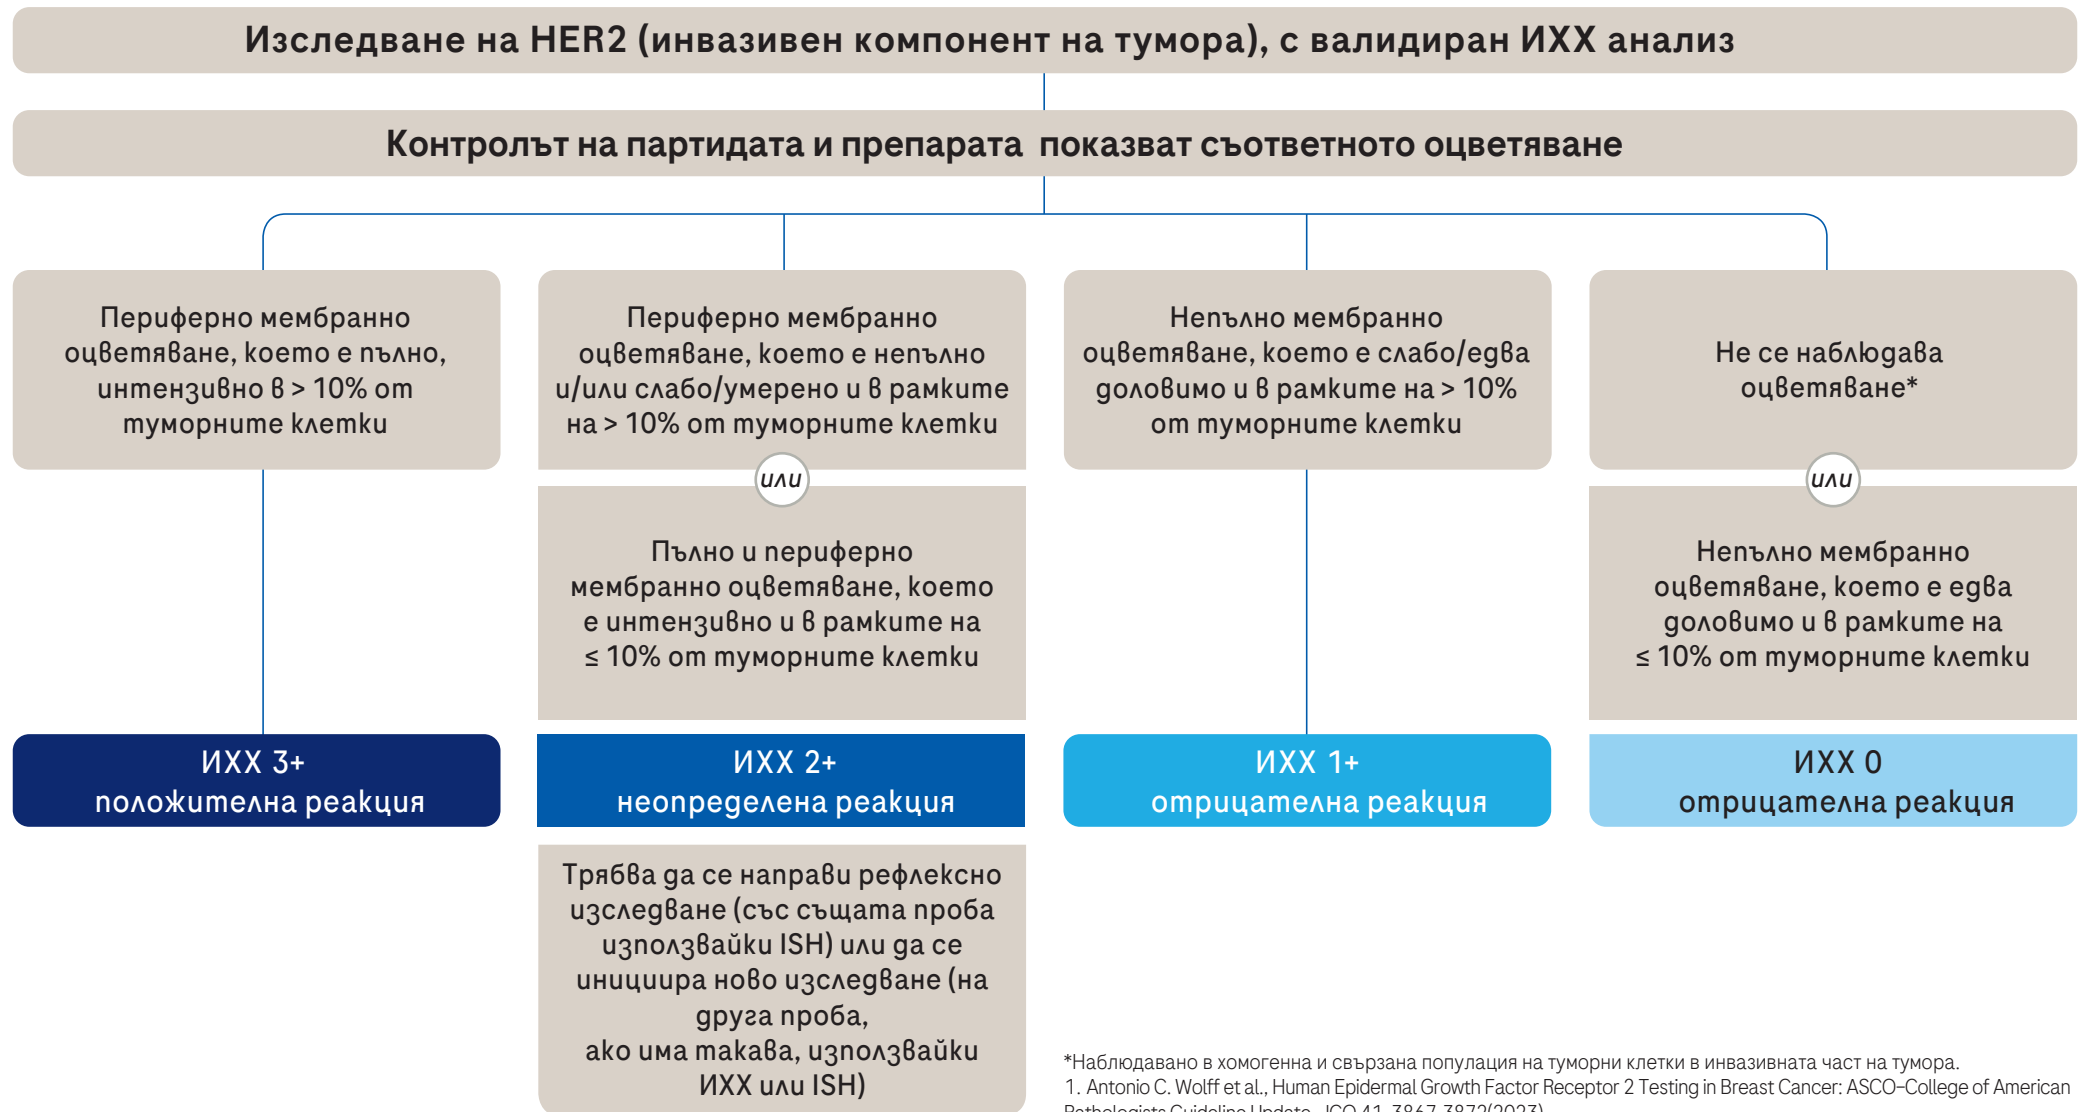 Изследване на HER2 (инвазивен компонент на тумора), с валидиран ИХХ анализ
Контролът на партидата и препарата показват съответното оцветяване
Периферно мембранно
оцветяване, което е пълно,
интензивно в > 10% от
туморните клетки
Периферно мембранно
оцветяване, което е непълно
и/или слабо/умерено и в рамките
на > 10% от туморните клетки
или
Пълно и периферно
мембранно оцветяване, което
е интензивно и в рамките на
≤ 10% от туморните клетки
Непълно мембранно
оцветяване, което е слабо/едва
доловимо и в рамките на > 10%
от туморните клетки
Не се наблюдава
оцветяване*
или
Непълно мембранно
оцветяване, което е едва
доловимо и в рамките на
≤ 10% от туморните клетки
ИХХ 3+
положителна реакция
ИХХ 2+
неопределена реакция
ИХХ 1+
отрицателна реакция
ИХХ 0
отрицателна реакция
Трябва да се направи рефлексно
изследване (със същата проба
използвайки ISH) или да се
инициира ново изследване (на
друга проба,
ако има такава, използвайки
ИХХ или ISH)
*Наблюдавано в хомогенна и свързана популация на туморни клетки в инвазивната част на тумора.
1. Antonio C. Wolff et al., Human Epidermal Growth Factor Receptor 2 Testing in Breast Cancer: ASCO–College of American
Pathologists Guideline Update. JCO 41, 3867-3872(2023)